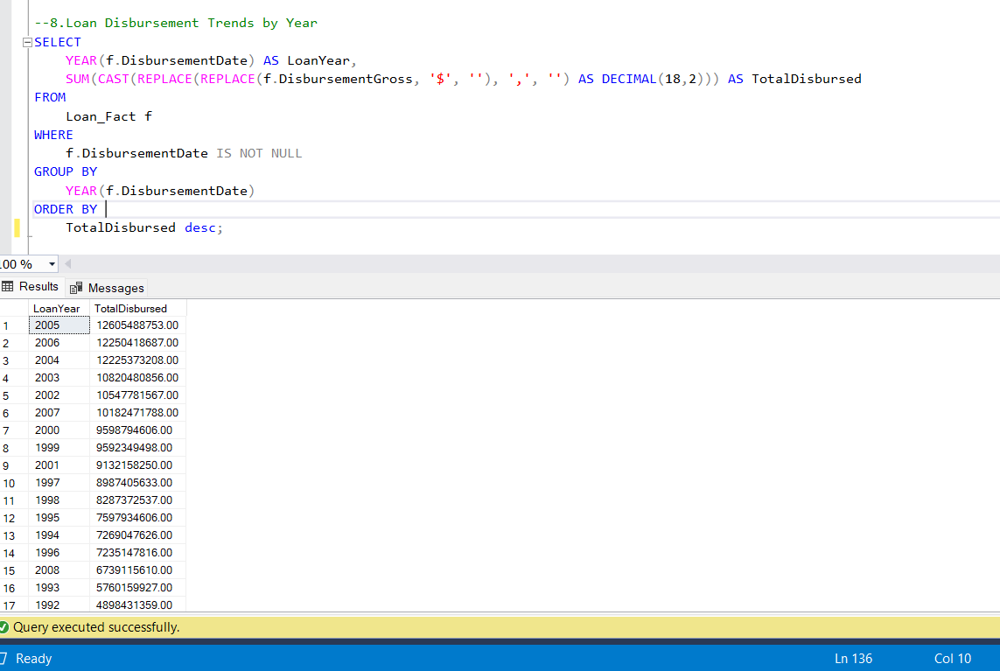 --8.Loan Disbursement Trends by Year
SELECT
YEAR(f.DisbursementDate) AS LoanYear,
SUM(CAST(REPLACE(REPLACE(f.DisbursementGross, '$', ''), ',', '') AS DECIMAL(18,2))) AS TotalDisbursed
FROM
Loan_Fact f
WHERE
f.DisbursementDate IS NOT NULL
GROUP BY
YEAR(f.DisbursementDate)
ORDER BY
TotalDisbursed desc;
00 %
Results Messages
LoanYear TotalDisbursed
1 2005 12605488753.00
2 2006 12250418687.00
3 2004 12225373208.00
4 2003 10820480856.00
5 2002 10547781567.00
6 2007 10182471788.00
7 2000 9598794606.00
8 1999 9592349498.00
9 2001 9132158250.00
10 1997 8987405633.00
11 1998 8287372537.00
12 1995 7597934606.00
13 1994 7269047626.00
14 1996 7235147816.00
15 2008 6739115610.00
16 1993 5760159927.00
17 1992 4898431359.00
Query executed successfully.
Ready Ln 136 Col 10